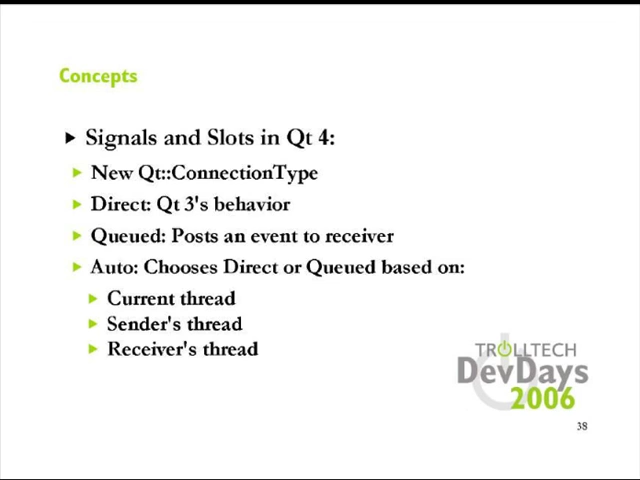 Concepts
Signals and Slots in Qt 4:
New Qt::ConnectionType
Direct: Qt 3's behavior
Queued: Posts an event to receiver
Auto: Chooses Direct or Queued based on:
Current thread
Sender's thread
Receiver's thread
TROLLTECH
DevDays
2006
38